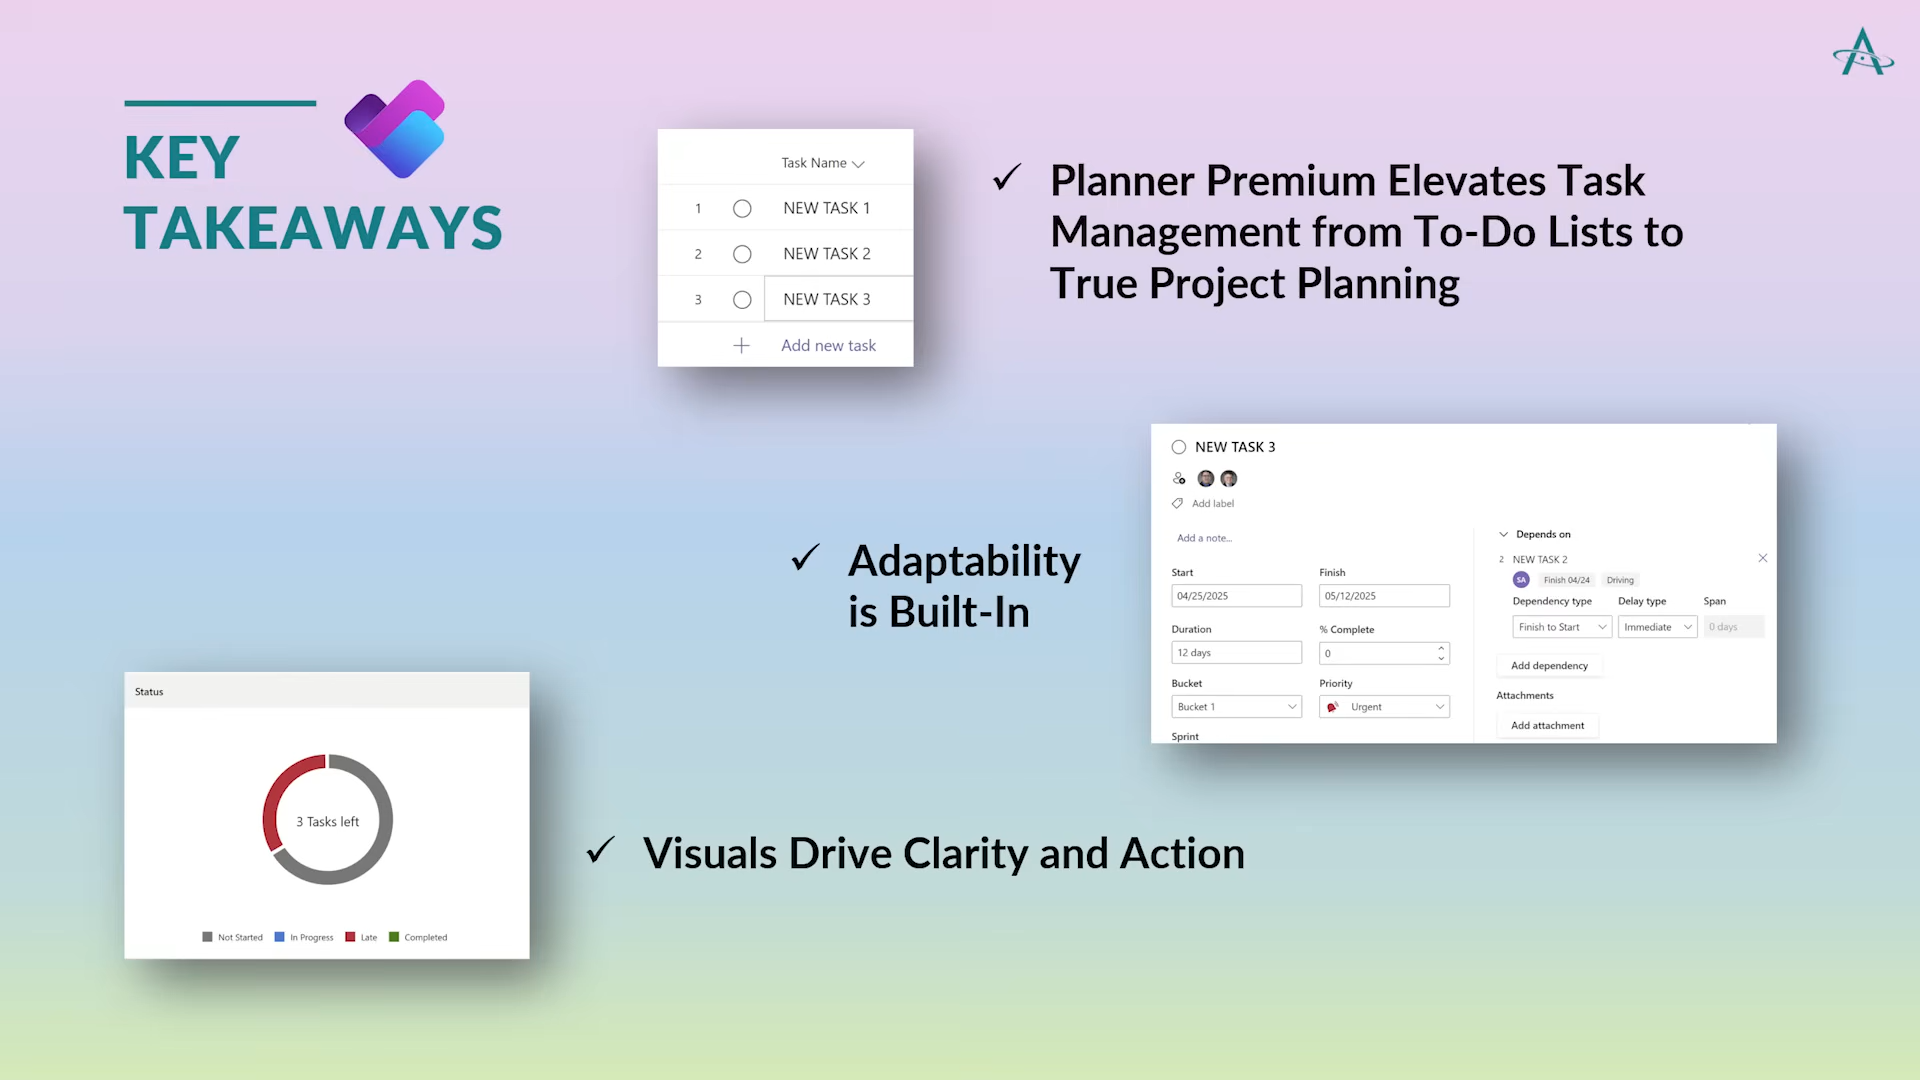 KEY
TAKEAWAYS
Task Name
1 NEW TASK 1
2 NEW TASK 2
3 NEW TASK 3
Add new task
✓ Planner Premium Elevates Task
Management from To-Do Lists to
True Project Planning
✓ Adaptability
is Built-In
NEW TASK 3
Add label
Add a note...
Start Finish
04/25/2025 05/12/2025
Duration % Complete
12 days 0
Bucket Priority
Bucket 1 Urgent
Sprint
Depends on
2 NEW TASK 2
SA Finish 04/24 Driving
Dependency type Delay type Span
Finish to Start Immediate 0 days
Add dependency
Attachments
Add attachment
Status
3 Tasks left
Not Started In Progress Late Completed
✓ Visuals Drive Clarity and Action